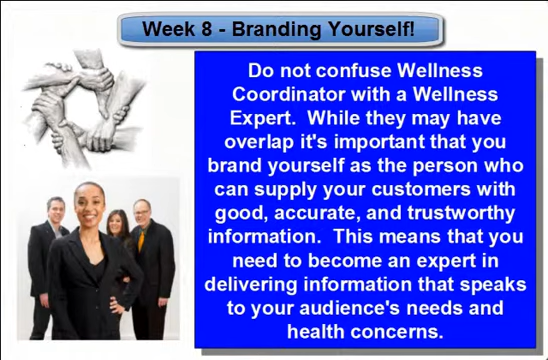 Week 8 - Branding Yourself!
Do not confuse Wellness
Coordinator with a Wellness
Expert.  While they may have
overlap it's important that you
brand yourself as the person who
can supply your customers with
good, accurate, and trustworthy
information.  This means that you
need to become an expert in
delivering information that speaks
to your audience's needs and
health concerns.